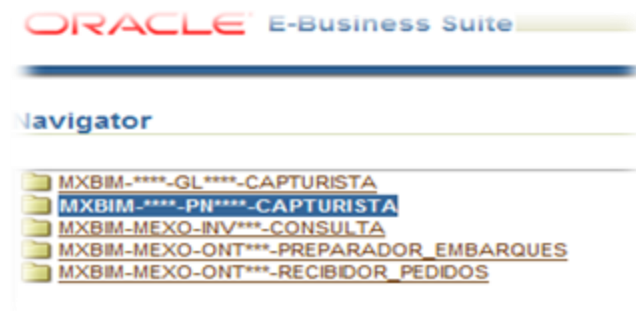 ORACLE E-Business Suite
Navigator
MXBIM-****-GL****-CAPTURISTA
MXBIM-****-PN****-CAPTURISTA
MXBIM-MEXO-INV***-CONSULTA
MXBIM-MEXO-ONT***-PREPARADOR_EMBARQUES
MXBIM-MEXO-ONT***-RECIBIDOR_PEDIDOS